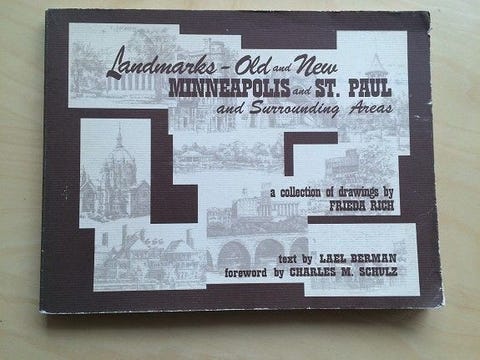 Landmarks - Old and New
MINNEAPOLIS and ST. PAUL
and Surrounding Areas
a collection of drawings by
FRIEDA RICH
text by LAEL BERMAN
foreword by CHARLES M. SCHULZ